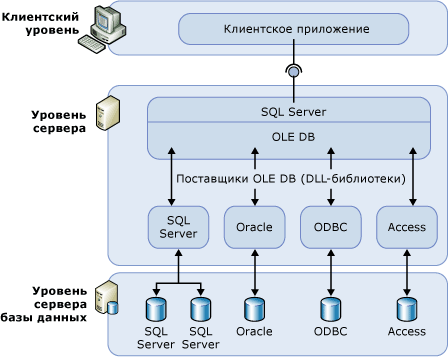 Клиентский
уровень
Клиентское приложение
Уровень
сервера
SQL Server
OLE DB
Поставщики OLE DB (DLL-библиотеки)
SQL
Server
Oracle
ODBC
Access
Уровень
сервера
базы данных
SQL
Server
SQL
Server
Oracle
ODBC
Access